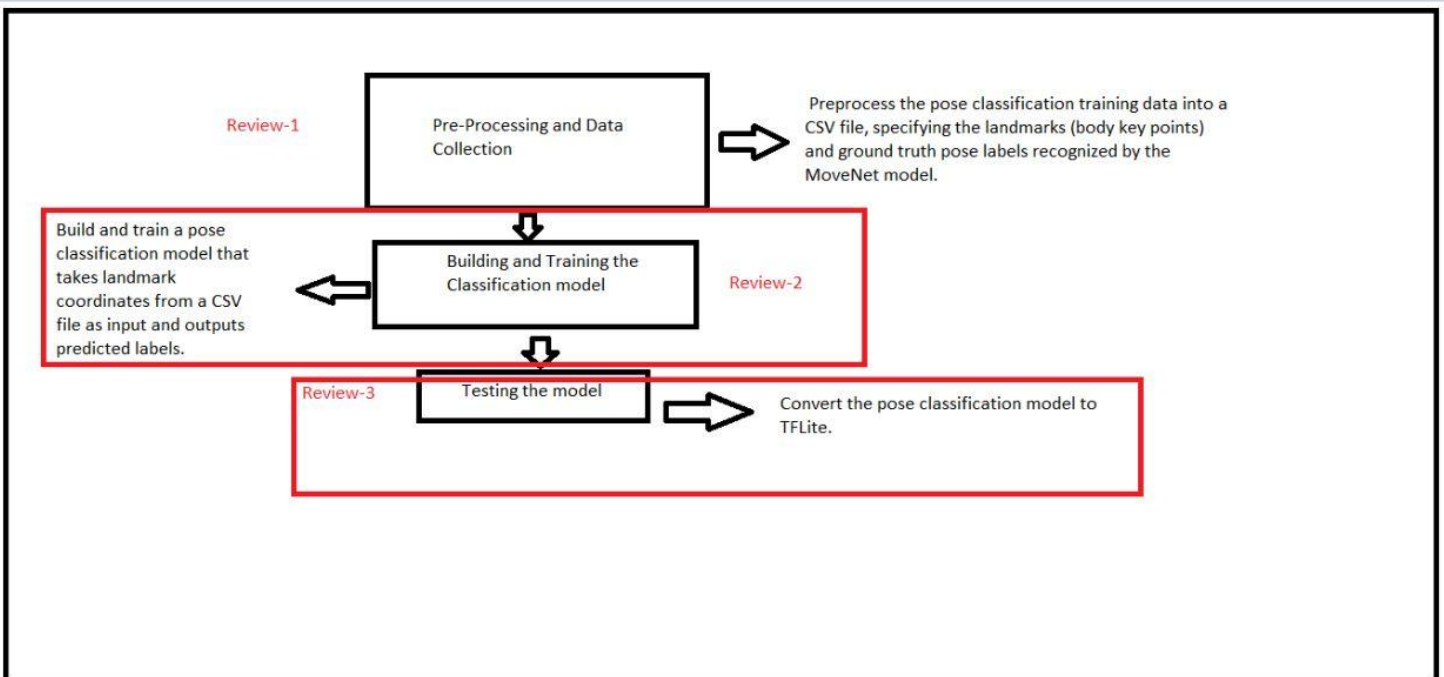 Review-1
Pre-Processing and Data
Collection
Preprocess the pose classification training data into a
CSV file, specifying the landmarks (body key points)
and ground truth pose labels recognized by the
MoveNet model.
Build and train a pose
classification model that
takes landmark
coordinates from a CSV
file as input and outputs
predicted labels.
Building and Training the
Classification model
Review-2
Review-3
Testing the model
Convert the pose classification model to
TFLite.